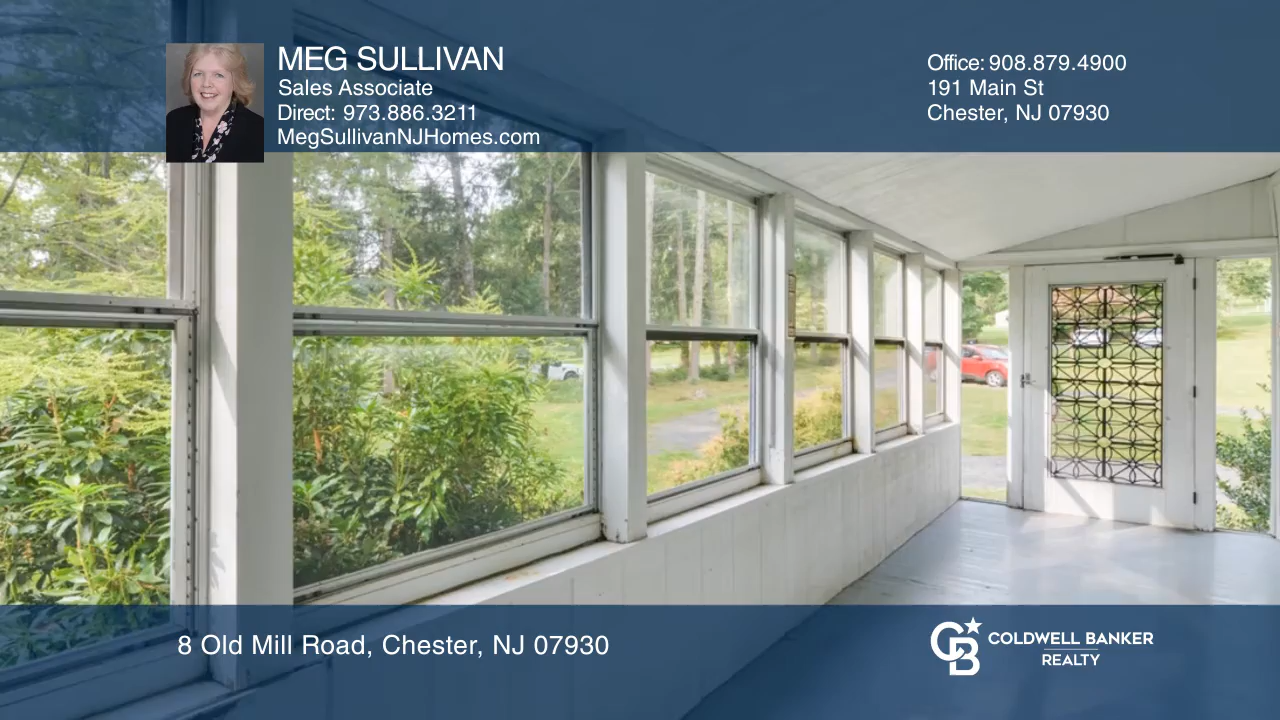 MEG SULLIVAN
Sales Associate
Direct: 973.886.3211
MegSullivanNJHomes.com
Office: 908.879.4900
191 Main St
Chester, NJ 07930
8 Old Mill Road, Chester, NJ 07930
CB
COLDWELL BANKER
REALTY